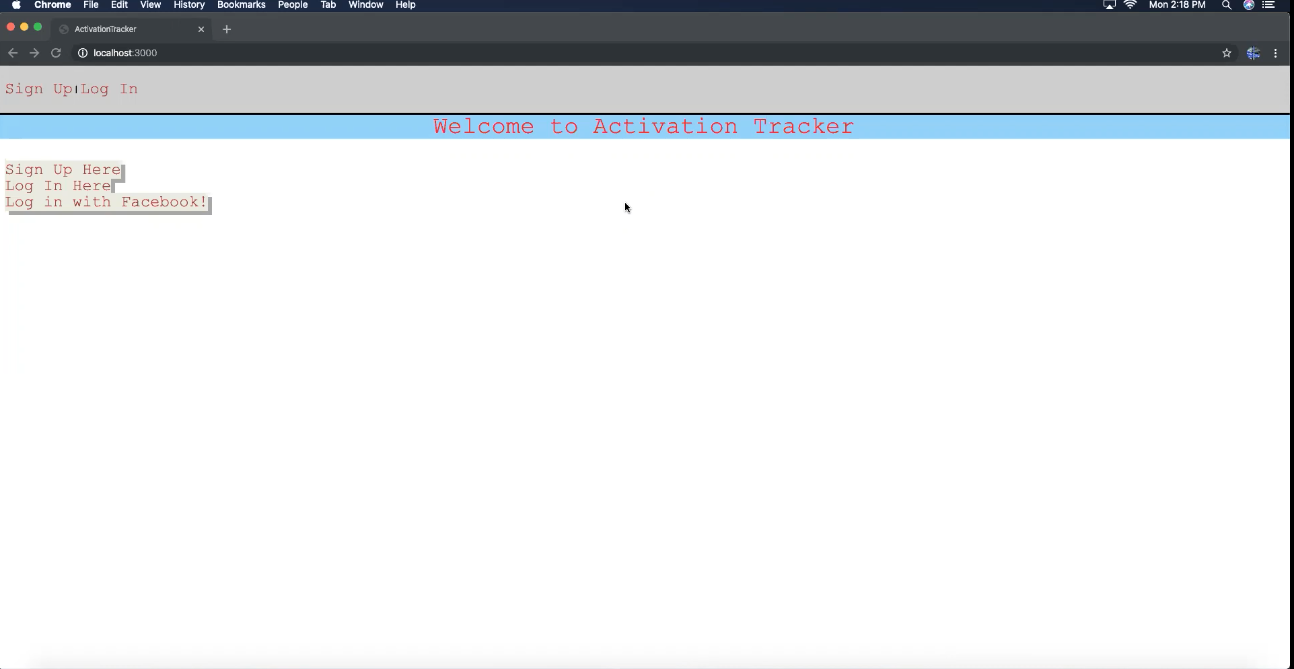 Chrome File Edit View History Bookmarks People Tab Window Help Mon 2:18 PM
ActivationTracker
localhost:3000
Sign Up|Log In
Welcome to Activation Tracker
Sign Up Here
Log In Here
Log in with Facebook!